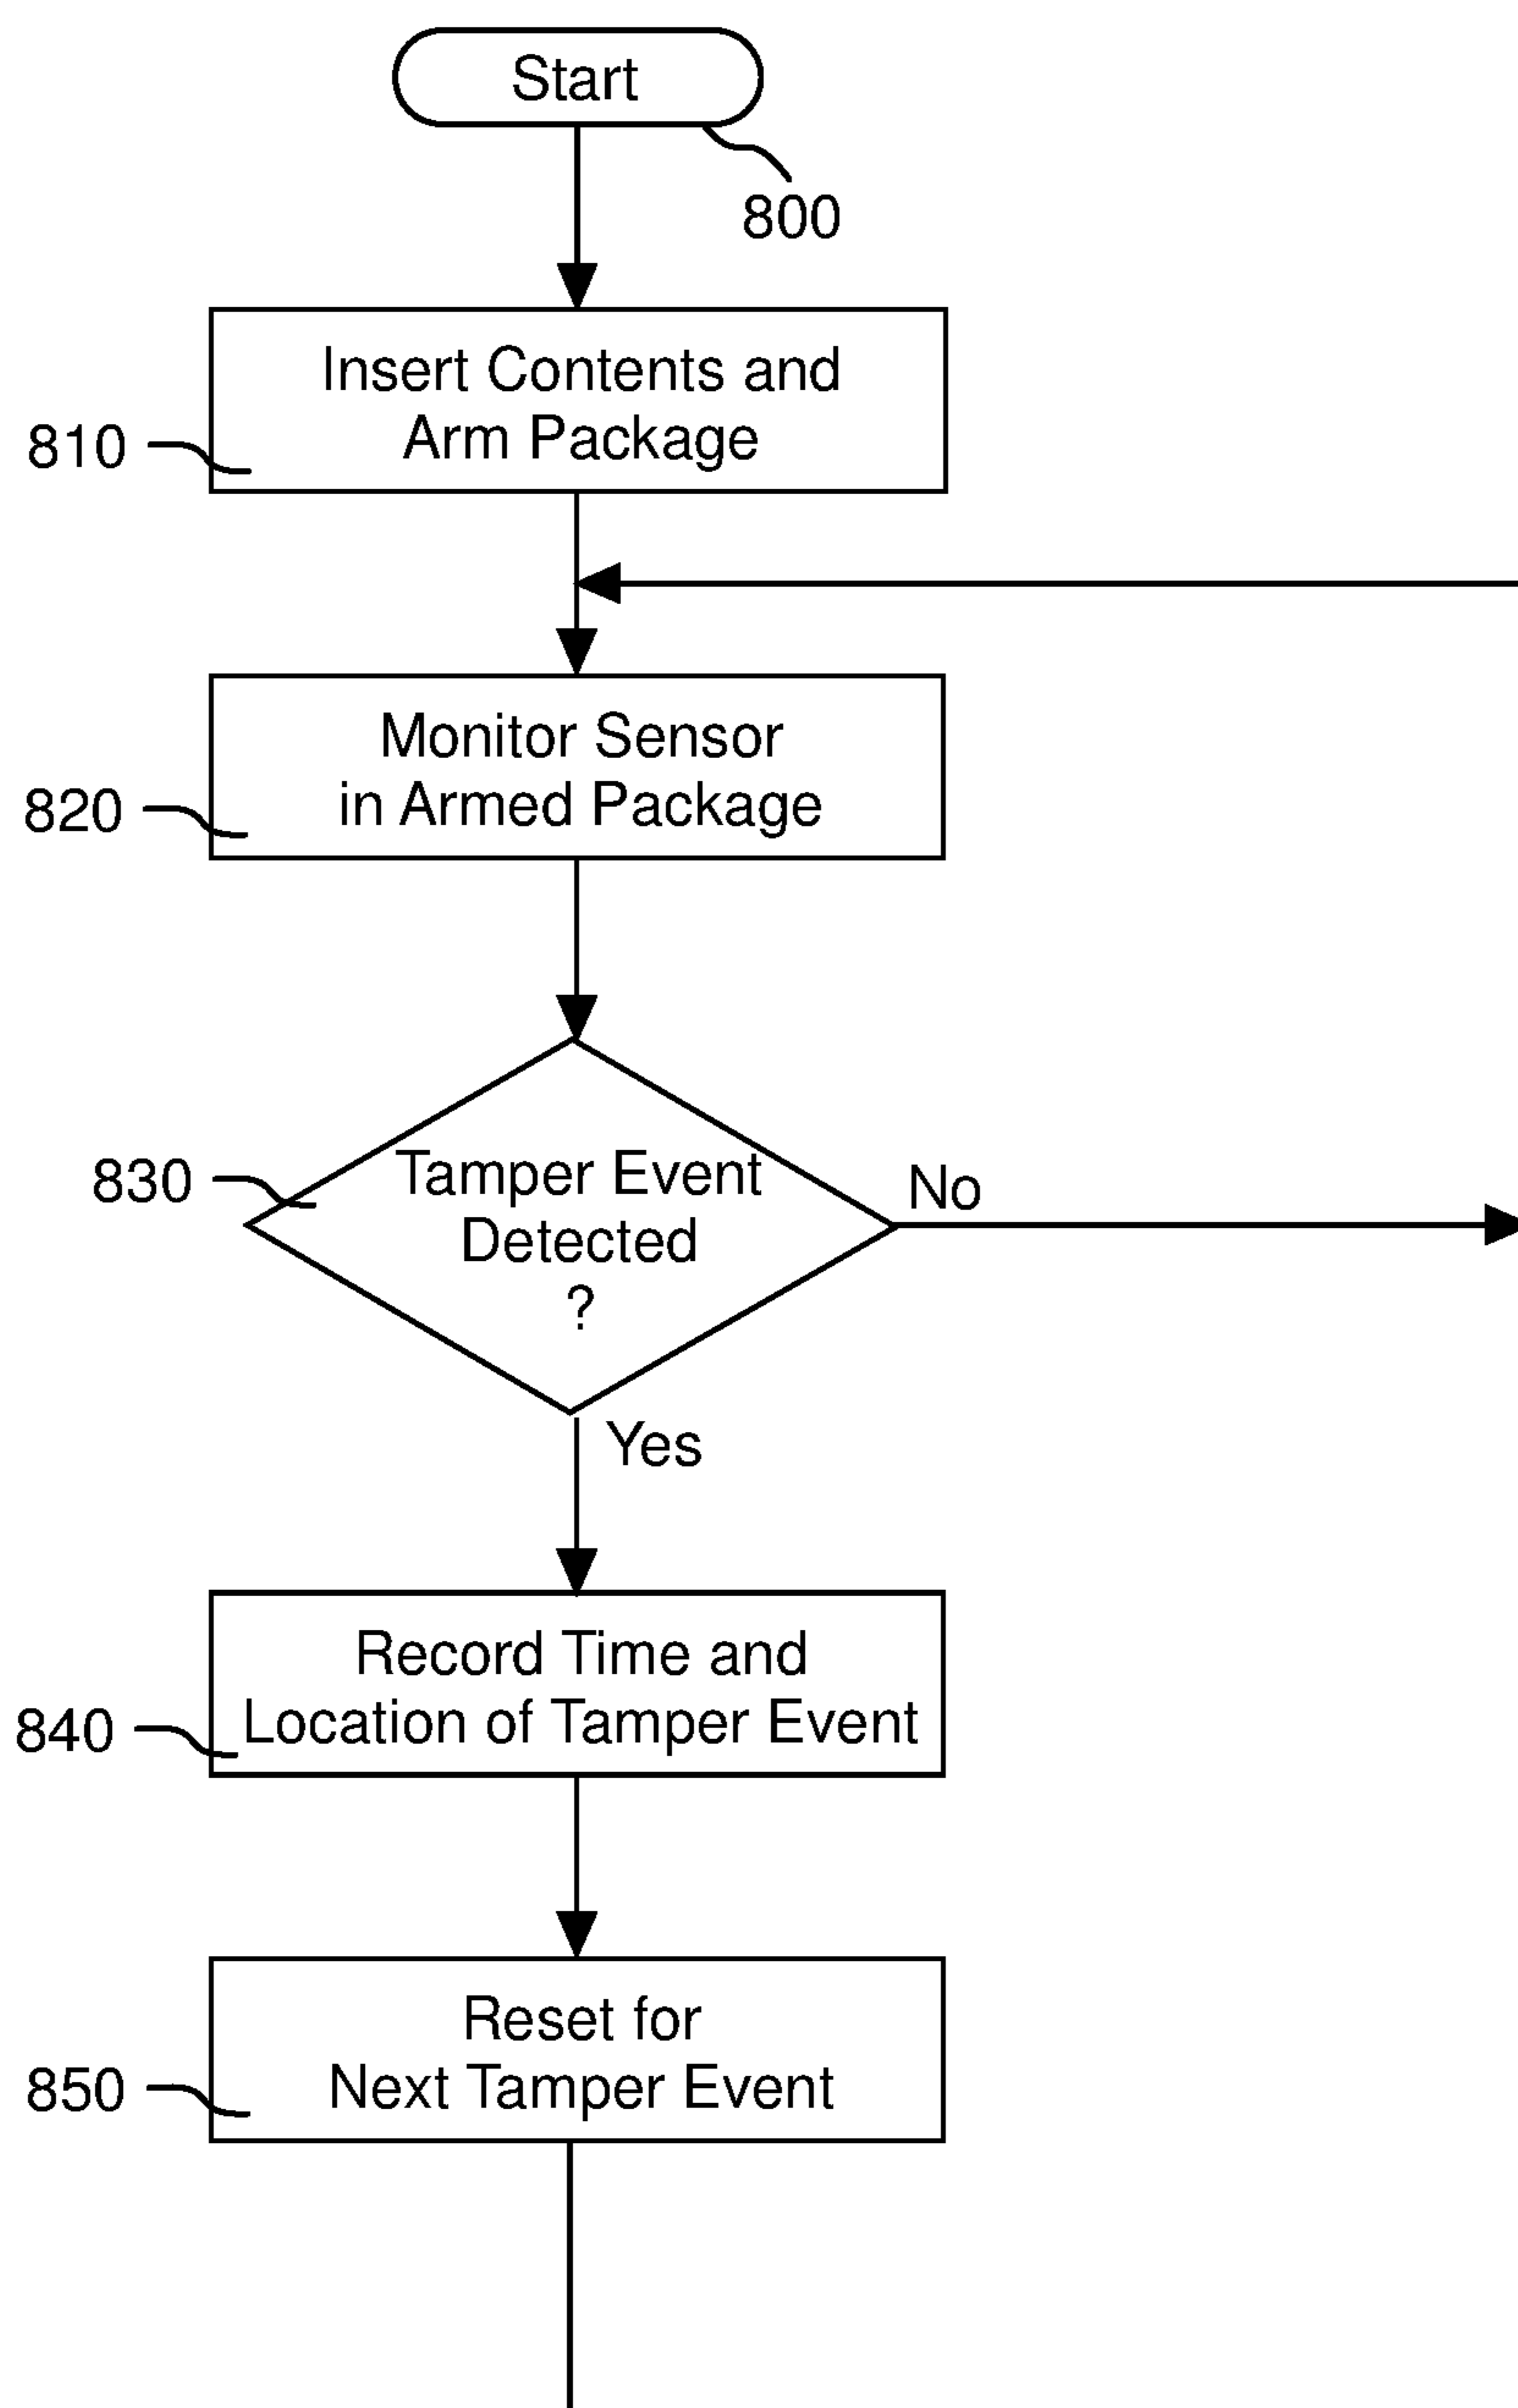 Start
800
Insert Contents and
Arm Package
810
Monitor Sensor
in Armed Package
820
830
Tamper Event
Detected
?
No
Yes
Record Time and
Location of Tamper Event
840
Reset for
Next Tamper Event
850